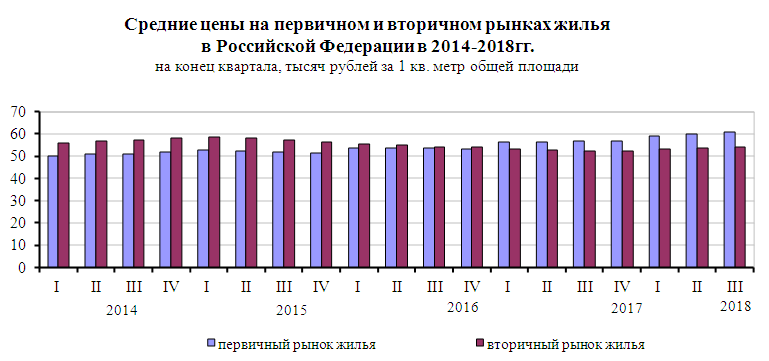 Средние цены на первичном и вторичном рынках жилья
в Российской Федерации в 2014-2018гг.
на конец квартала, тысяч рублей за 1 кв. метр общей площади
70
60
50
40
30
20
10
0
I II III IV I II III IV I II III IV I II III IV I II III
2014 2015 2016 2017 2018
первичный рынок жилья вторичный рынок жилья